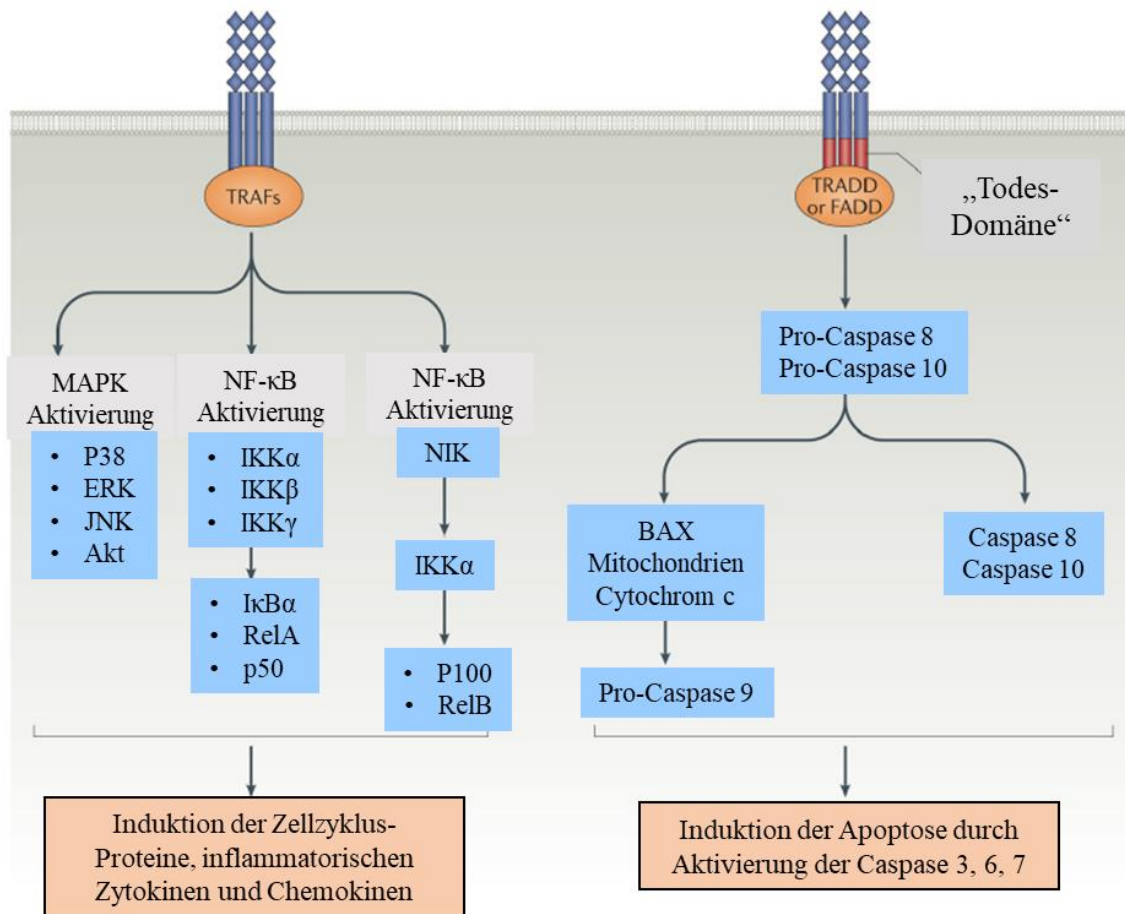 TRAFs
TRADD
or FADD
„Todes-
Domäne“
MAPK
Aktivierung
• P38
• ERK
• JNK
• Akt
NF-κB
Aktivierung
• IKKα
• IKKβ
• IKKγ
• IκBα
• RelA
• p50
NF-κB
Aktivierung
NIK
IKKα
• P100
• RelB
Pro-Caspase 8
Pro-Caspase 10
BAX
Mitochondrien
Cytochrom c
Pro-Caspase 9
Caspase 8
Caspase 10
Induktion der Zellzyklus-
Proteine, inflammatorischen
Zytokinen und Chemokinen
Induktion der Apoptose durch
Aktivierung der Caspase 3, 6, 7